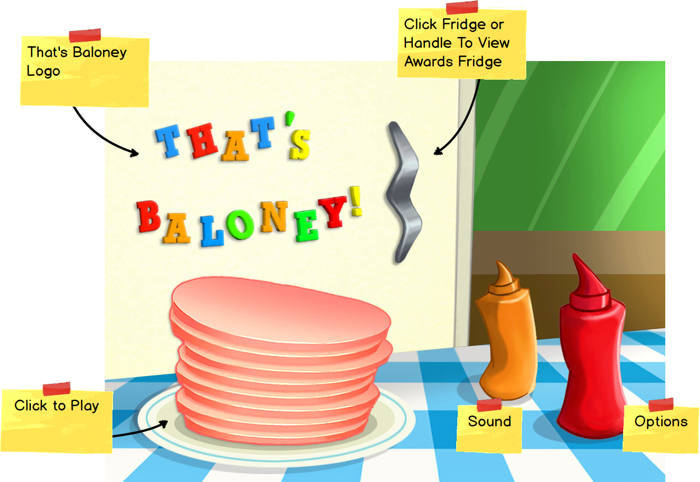 That's Baloney
Logo
Click Fridge or
Handle To View
Awards Fridge
THAT'S
BALONEY!
Click to Play
Sound
Options